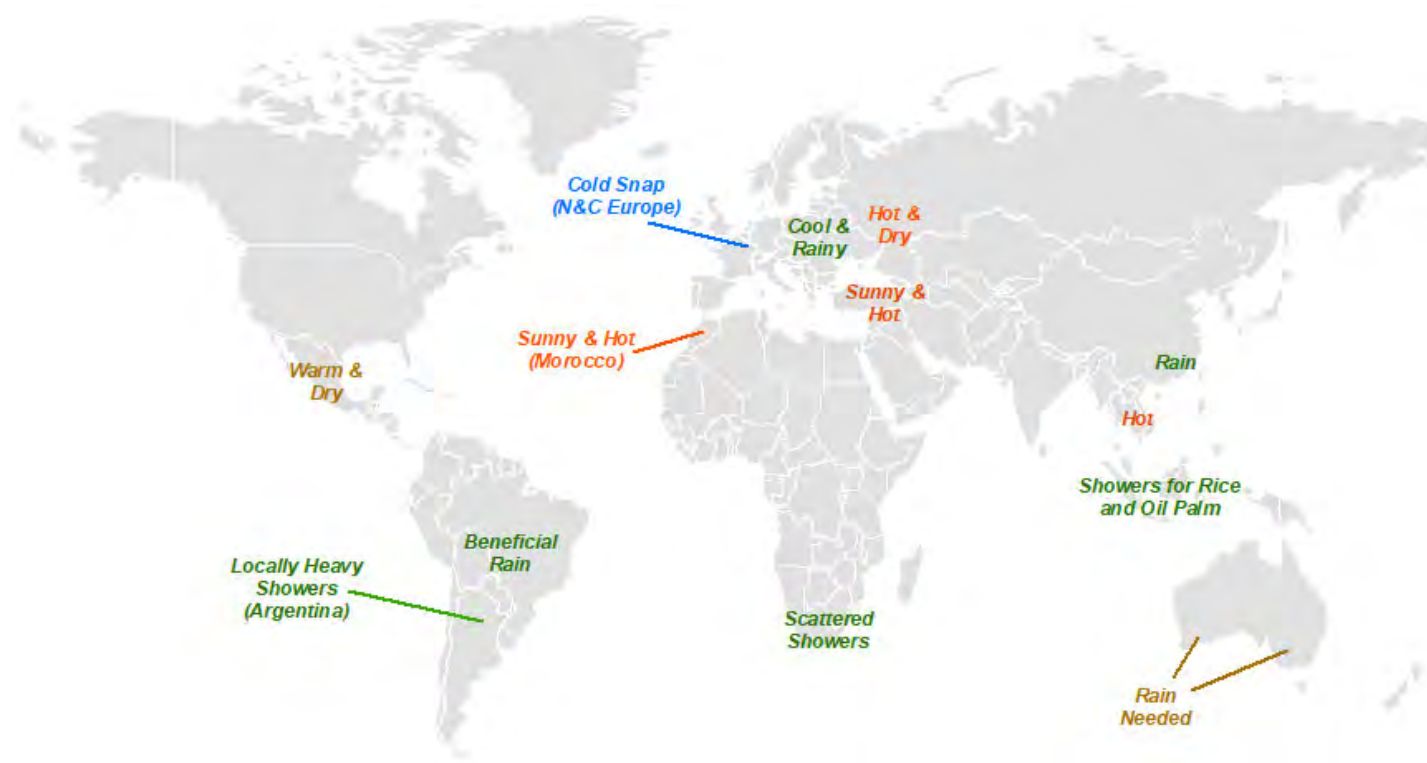 Cold Snap
(N&C Europe)
Cool &
Rainy
Hot &
Dry
Sunny &
Hot
Sunny & Hot
(Morocco)
Warm &
Dry
Rain
Hot
Showers for Rice
and Oil Palm
Beneficial
Rain
Locally Heavy
Showers
(Argentina)
Scattered
Showers
Rain
Needed